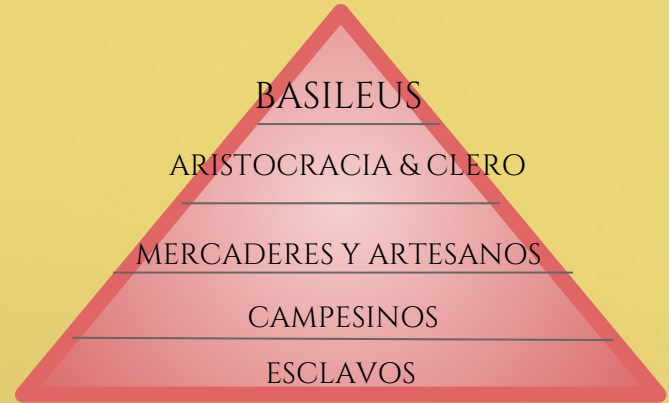 BASILEUS
ARISTOCRACIA & CLERO
MERCADERES Y ARTESANOS
CAMPESINOS
ESCLAVOS